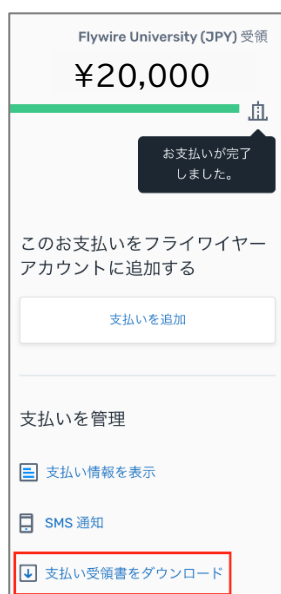 Flywire University (JPY) 受領
¥20,000
お支払いが完了
しました。
このお支払いをフライワイヤー
アカウントに追加する
支払いを追加
支払いを管理
支払い情報を表示
SMS 通知
支払い受領書をダウンロード